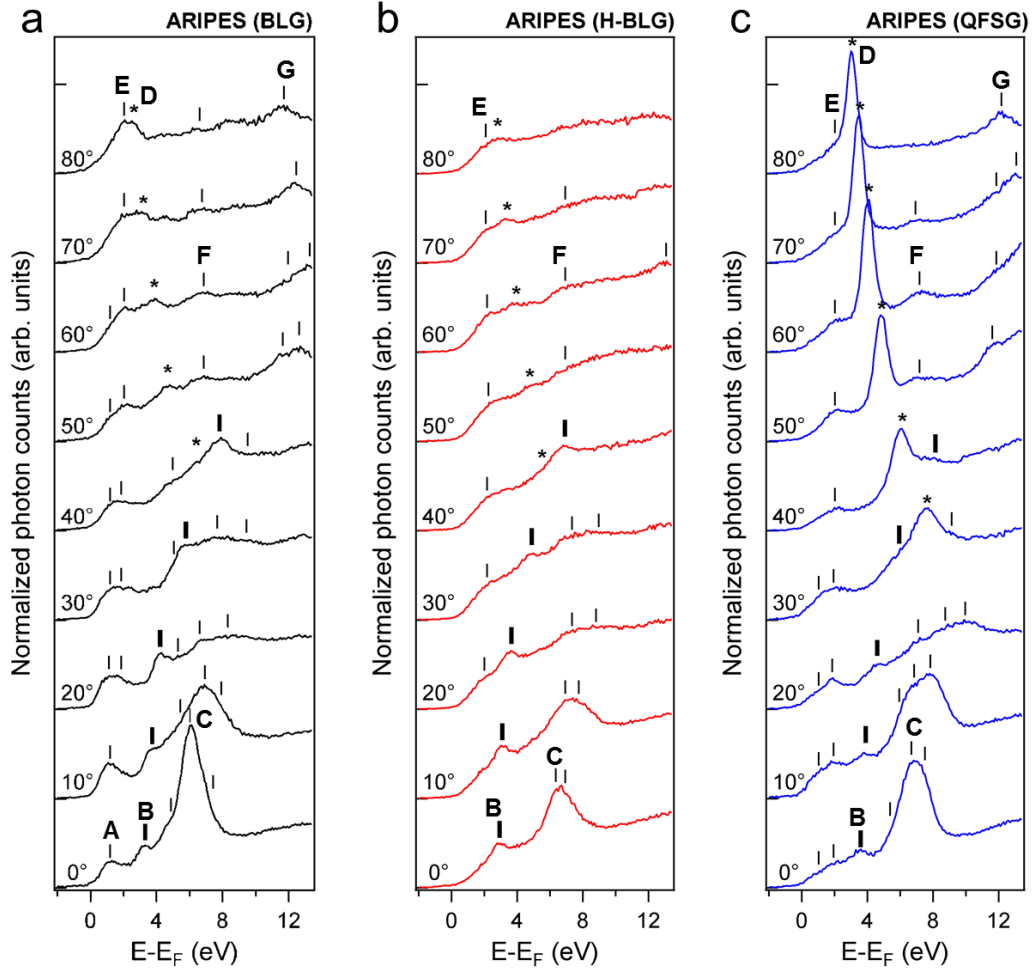 a
ARIPES (BLG)
E
D
*
G
80°
*
70°
F
*
60°
*
50°
*
40°
30°
20°
C
10°
A
B
0°
0 4 8 12
E-EF (eV)
Normalized photon counts (arb. units)
b
ARIPES (H-BLG)
E
*
80°
*
70°
F
*
60°
*
50°
*
40°
30°
20°
10°
C
B
0°
0 4 8 12
E-EF (eV)
Normalized photon counts (arb. units)
c
ARIPES (QFSG)
*
D
E
G
80°
*
70°
*
F
60°
*
50°
*
40°
*
30°
20°
10°
C
B
0°
0 4 8 12
E-EF (eV)
Normalized photon counts (arb. units)